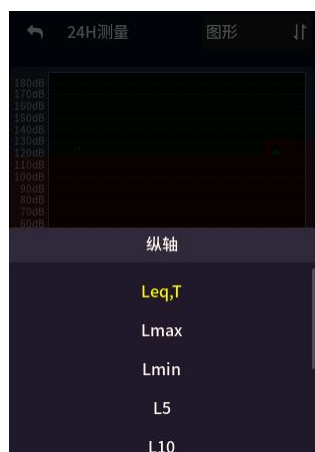 24H测量 图形
180dB
170dB
160dB
150dB
140dB
130dB
120dB
110dB
100dB
90dB
80dB
70dB
60dB
纵轴
Leq,T
Lmax
Lmin
L5
L10